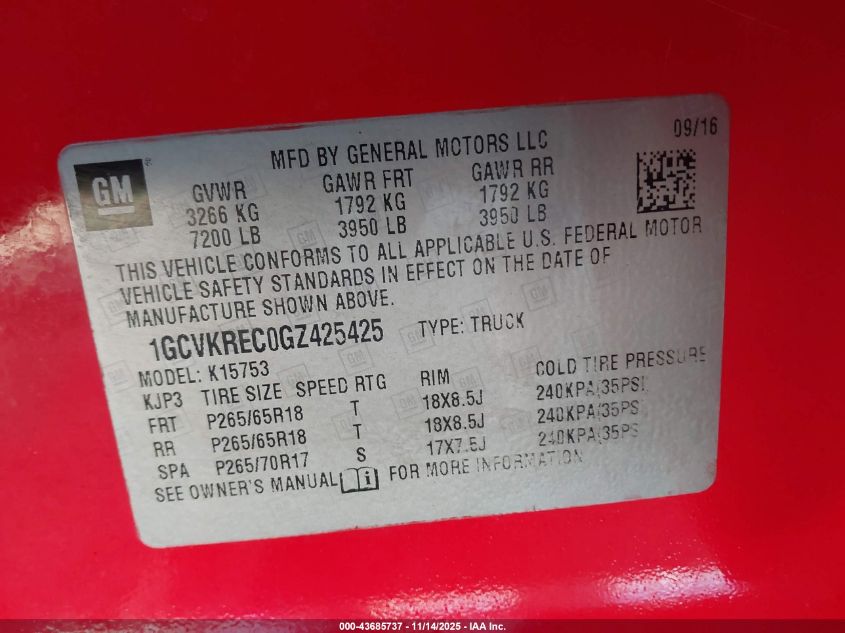 MFD BY GENERAL MOTORS LLC 09/16
GM
GVWR GAWR FRT GAWR RR
3266 KG 1792 KG 1792 KG
7200 LB 3950 LB 3950 LB
THIS VEHICLE CONFORMS TO ALL APPLICABLE U.S. FEDERAL MOTOR
VEHICLE SAFETY STANDARDS IN EFFECT ON THE DATE OF
MANUFACTURE SHOWN ABOVE.
1GCVKREC0GZ425425 TYPE: TRUCK
MODEL: K15753
KJP3 TIRE SIZE SPEED RTG RIM COLD TIRE PRESSURE
FRT P265/65R18 T 18X8.5J 240KPA(35PSI)
RR P265/65R18 T 18X8.5J 240KPA(35PS
SPA P265/70R17 S 17X7.5J 240KPA(35PS
SEE OWNER'S MANUAL i FOR MORE INFORMATION
000-43685737 - 11/14/2025 - IAA Inc.